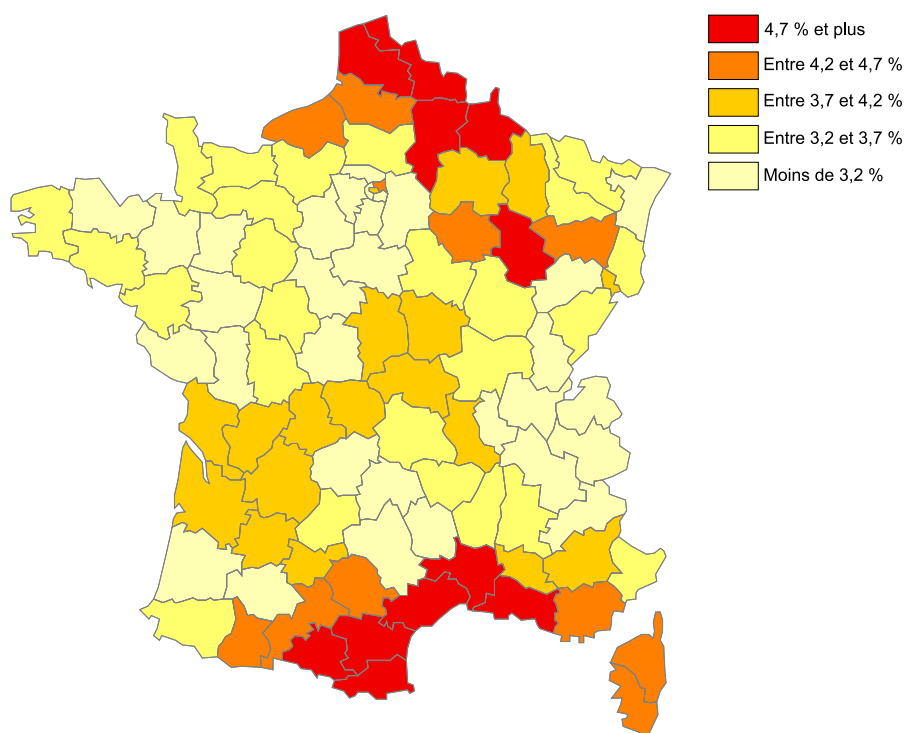 4,7 % et plus
Entre 4,2 et 4,7 %
Entre 3,7 et 4,2 %
Entre 3,2 et 3,7 %
Moins de 3,2 %